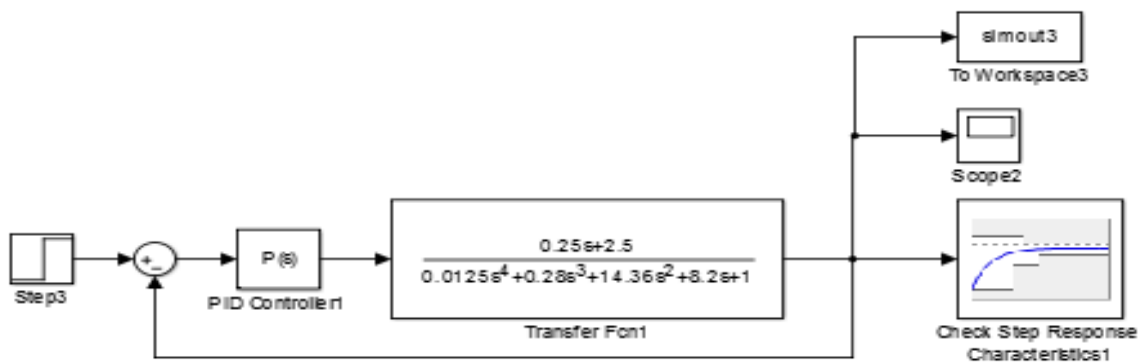 simout3
To Workspace3
Scope2
Step3
+
-
P(s)
PID Controller1
0.25s+2.5
0.0125s⁴+0.28s³+14.36s²+8.2s+1
Transfer Fcn1
Check Step Response
Characteristics1